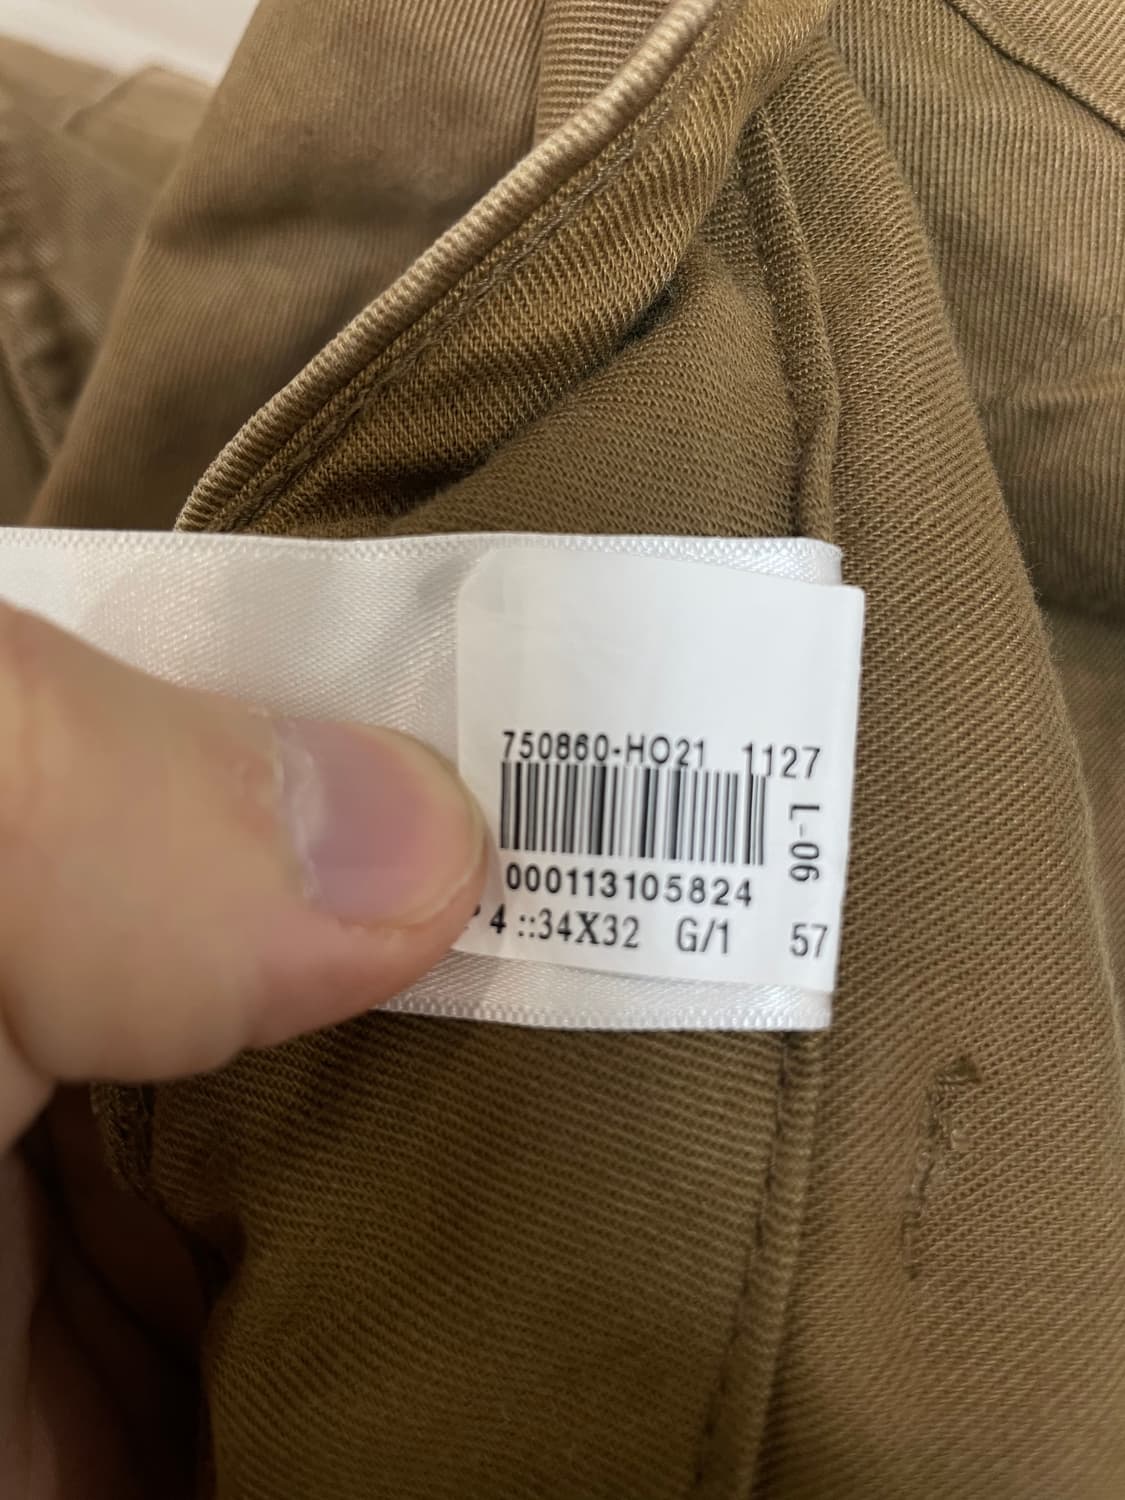 750860-HO21 1127
L-06
000113105824
4 ::34X32 G/1 57